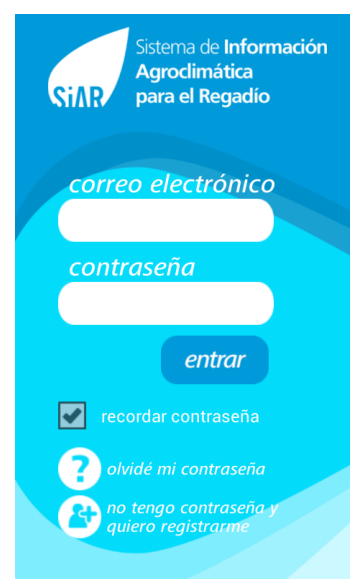 SiAR
Sistema de Información
Agroclimática
para el Regadío
correo electrónico
contraseña
entrar
recordar contraseña
?
olvidé mi contraseña
no tengo contraseña y
quiero registrarme